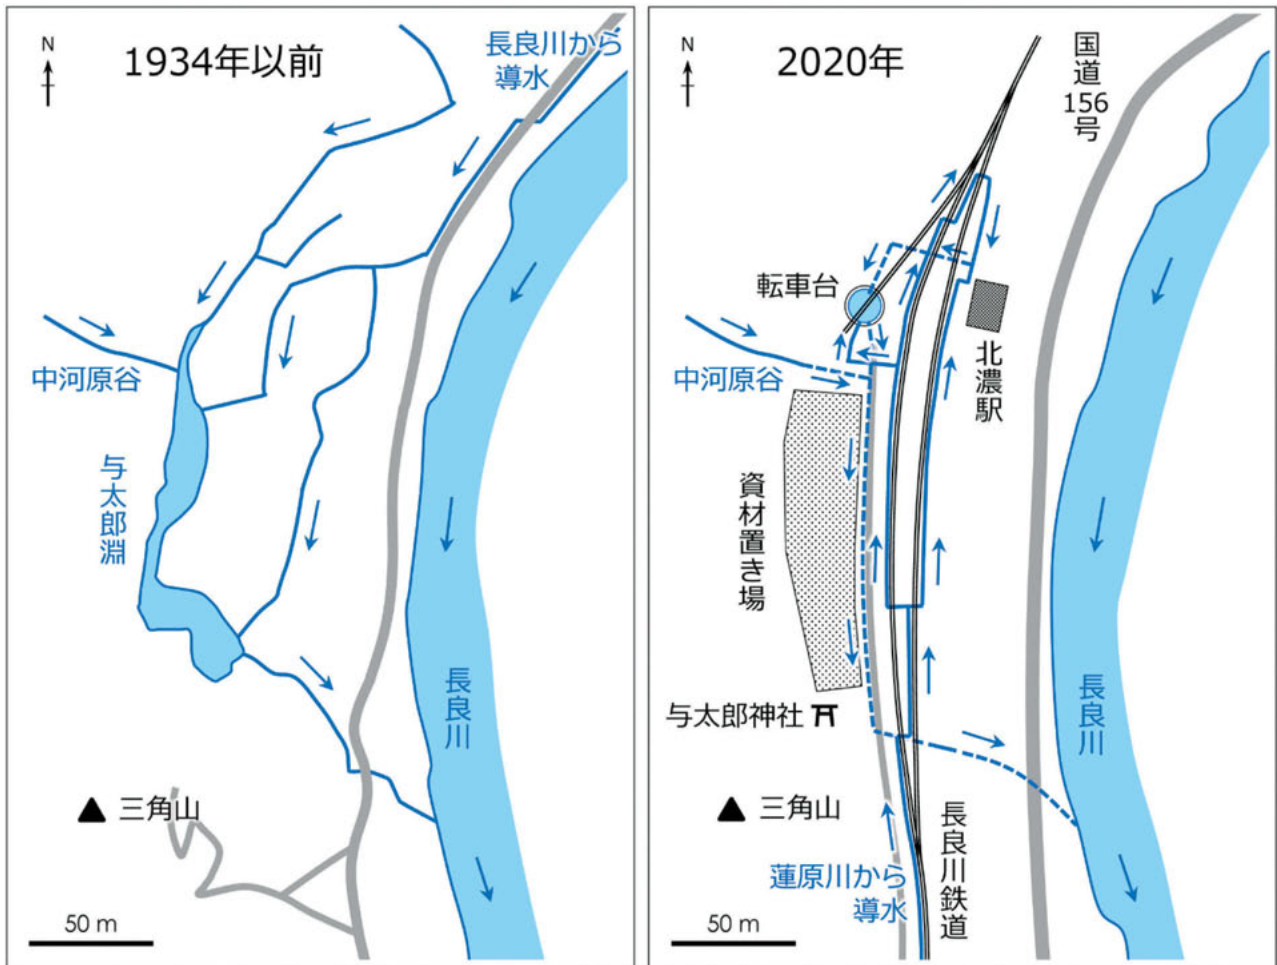 N
1934年以前
長良川から
導水
中河原谷
与太郎淵
長良川
三角山
50 m
N
2020年
国道
156
号
転車台
北濃駅
中河原谷
資材置き場
与太郎神社
長良川
三角山
長良川鉄道
蓮原川から
導水
50 m